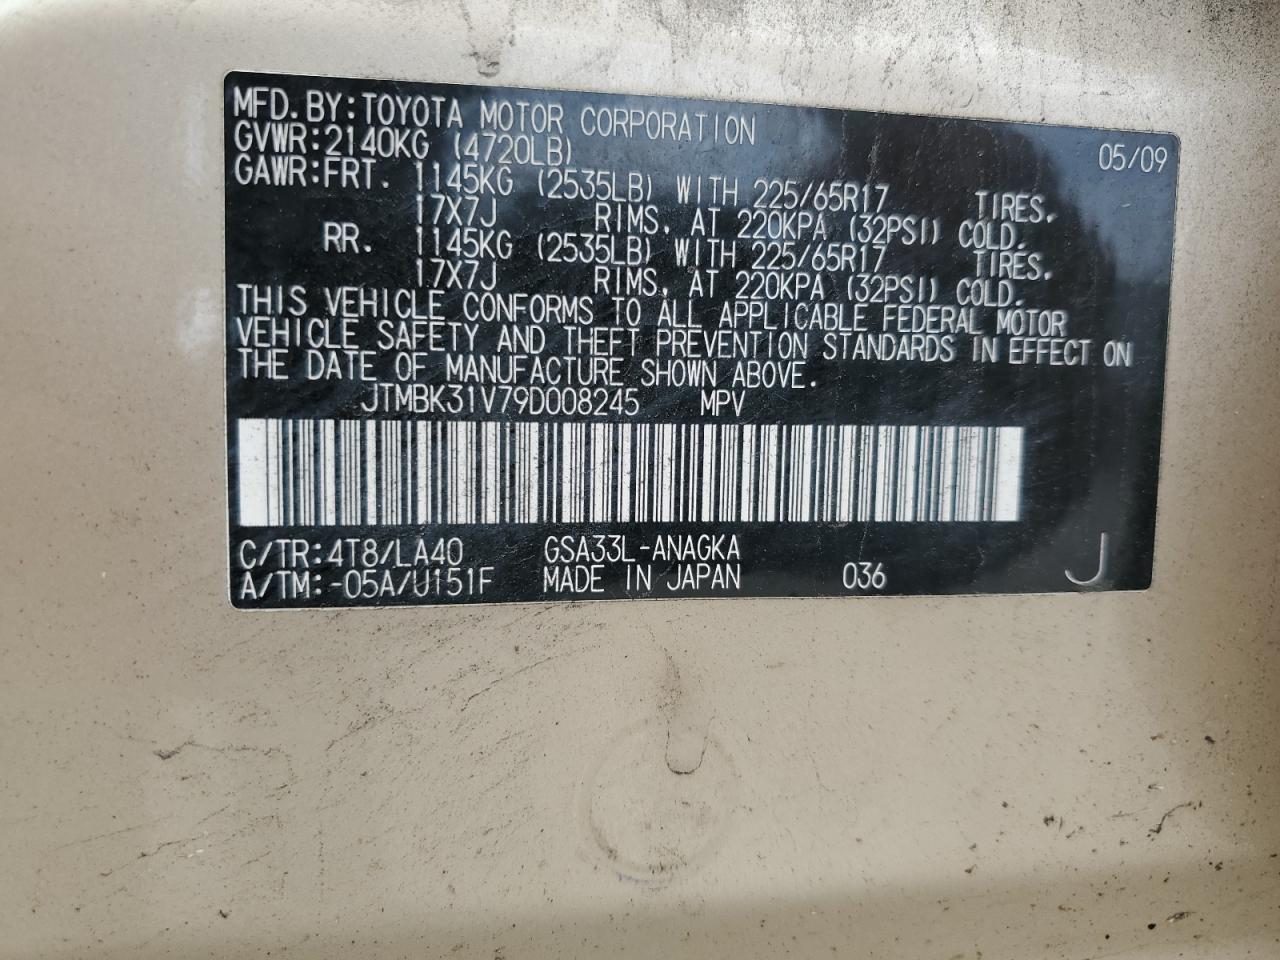 MFD.BY:TOYOTA MOTOR CORPORATION 05/09
GVWR:2140KG (4720LB)
GAWR:FRT. 1145KG (2535LB) WITH 225/65R17 TIRES,
17X7J RIMS, AT 220KPA (32PSI) COLD.
RR. 1145KG (2535LB) WITH 225/65R17 TIRES,
17X7J RIMS, AT 220KPA (32PSI) COLD.
THIS VEHICLE CONFORMS TO ALL APPLICABLE FEDERAL MOTOR
VEHICLE SAFETY AND THEFT PREVENTION STANDARDS IN EFFECT ON
THE DATE OF MANUFACTURE SHOWN ABOVE.
JTMBK31V79D008245 MPV
C/TR:4T8/LA40 GSA33L-ANAGKA
A/TM:-05A/U151F MADE IN JAPAN 036 J